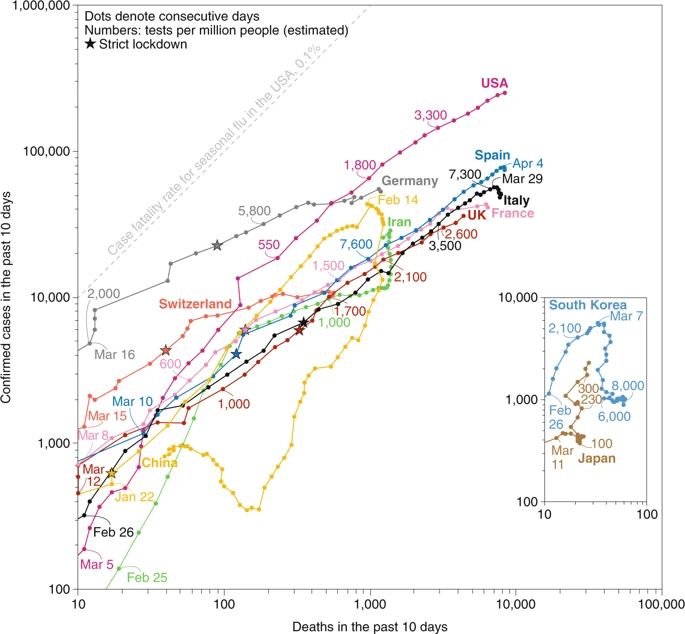 Dots denote consecutive days
Numbers: tests per million people (estimated)
★ Strict lockdown
Case fatality rate for seasonal flu in the USA, 0.1%
Confirmed cases in the past 10 days
1,000,000
100,000
10,000
1,000
100
10
100
1,000
10,000
100,000
Deaths in the past 10 days
USA
3,300
1,800
550
Mar 5
Spain
Apr 4
7,600
Mar 10
Germany
5,800
2,000
Mar 16
Feb 14
Iran
1,000
Feb 25
7,300
Mar 29
Italy
3,500
Feb 26
UK
2,600
2,100
1,700
1,000
Mar
12
France
1,500
600
Mar 8
Switzerland
Mar 15
China
Jan 22
10,000
1,000
100
10
100
South Korea
Mar 7
2,100
Feb
26
8,000
6,000
300
230
100
Mar
11
Japan